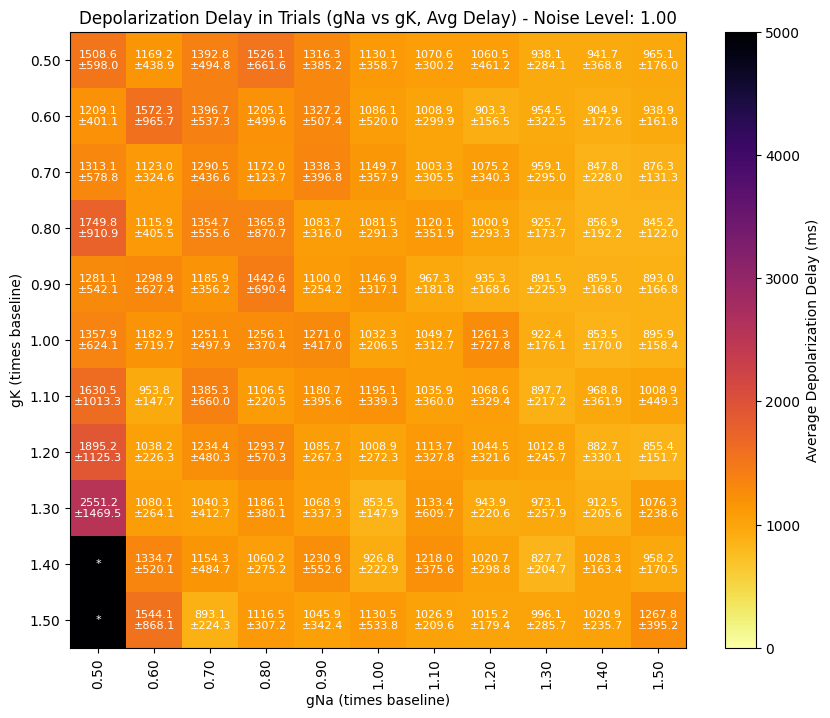 Depolarization Delay in Trials (gNa vs gK, Avg Delay) - Noise Level: 1.00
0.50 1508.6 1169.2 1392.8 1526.1 1316.3 1130.1 1070.6 1060.5 938.1 941.7 965.1
±598.0 ±438.9 ±494.8 ±661.6 ±385.2 ±358.7 ±300.2 ±461.2 ±284.1 ±368.8 ±176.0
0.60 1209.1 1572.3 1396.7 1205.1 1327.2 1086.1 1008.9 903.3 954.5 904.9 938.9
±401.1 ±965.7 ±537.3 ±499.6 ±507.4 ±520.0 ±299.9 ±156.5 ±322.5 ±172.6 ±161.8
0.70 1313.1 1123.0 1290.5 1172.0 1338.3 1149.7 1003.3 1075.2 959.1 847.8 876.3
±578.8 ±324.6 ±436.6 ±123.7 ±396.8 ±357.9 ±305.5 ±340.3 ±295.0 ±228.0 ±131.3
0.80 1749.8 1115.9 1354.7 1365.8 1083.7 1081.5 1120.1 1000.9 925.7 856.9 845.2
±910.9 ±405.5 ±555.6 ±870.7 ±316.0 ±291.3 ±351.9 ±293.3 ±173.7 ±192.2 ±122.0
0.90 1281.1 1298.9 1185.9 1442.6 1100.0 1146.9 967.3 935.3 891.5 859.5 893.0
±542.1 ±627.4 ±356.2 ±690.4 ±254.2 ±317.1 ±181.8 ±168.6 ±225.9 ±168.0 ±166.8
1.00 1357.9 1182.9 1251.1 1256.1 1271.0 1032.3 1049.7 1261.3 922.4 853.5 895.9
±624.1 ±719.7 ±497.9 ±370.4 ±417.0 ±206.5 ±312.7 ±727.8 ±176.1 ±170.0 ±158.4
1.10 1630.5 953.8 1385.3 1106.5 1180.7 1195.1 1035.9 1068.6 897.7 968.8 1008.9
±1013.3 ±147.7 ±660.0 ±220.5 ±395.6 ±339.3 ±360.0 ±329.4 ±217.2 ±361.9 ±449.3
1.20 1895.2 1038.2 1234.4 1293.7 1085.7 1008.9 1113.7 1044.5 1012.8 882.7 855.4
±1125.3 ±226.3 ±480.3 ±570.3 ±267.3 ±272.3 ±327.8 ±321.6 ±245.7 ±330.1 ±151.7
1.30 2551.2 1080.1 1040.3 1186.1 1068.9 853.5 1133.4 943.9 973.1 912.5 1076.3
±1469.5 ±264.1 ±412.7 ±380.1 ±337.3 ±147.9 ±609.7 ±220.6 ±257.9 ±205.6 ±238.6
1.40 * 1334.7 1154.3 1060.2 1230.9 926.8 1218.0 1020.7 827.7 1028.3 958.2
±520.1 ±484.7 ±275.2 ±552.6 ±222.9 ±375.6 ±298.8 ±204.7 ±163.4 ±170.5
1.50 * 1544.1 893.1 1116.5 1045.9 1130.5 1026.9 1015.2 996.1 1020.9 1267.8
±868.1 ±224.3 ±307.2 ±342.4 ±533.8 ±209.6 ±179.4 ±285.7 ±235.7 ±395.2
0.50 0.60 0.70 0.80 0.90 1.00 1.10 1.20 1.30 1.40 1.50
gNa (times baseline)
gK (times baseline)
5000
4000
3000
2000
1000
0
Average Depolarization Delay (ms)